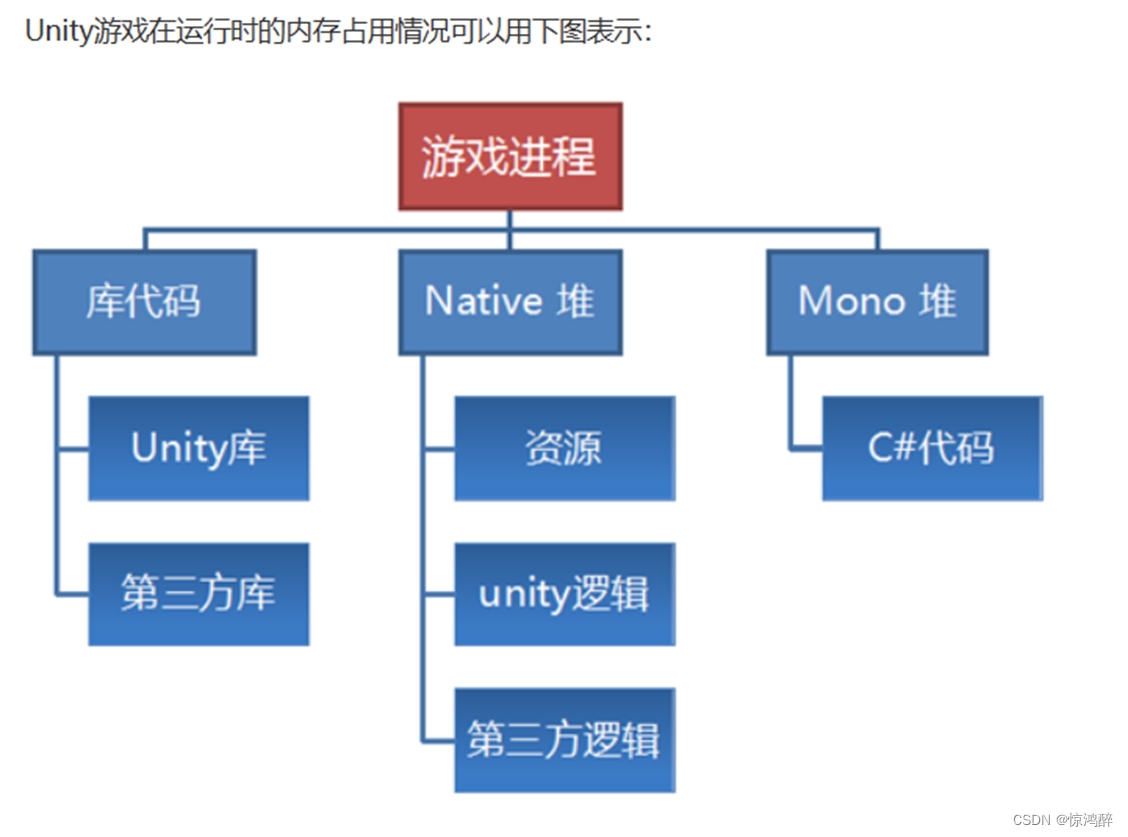 Unity游戏在运行时的内存占用情况可以用下图表示：
游戏进程
库代码
Native 堆
Mono 堆
Unity库
资源
C#代码
第三方库
unity逻辑
第三方逻辑
CSDN @惊鸿醉